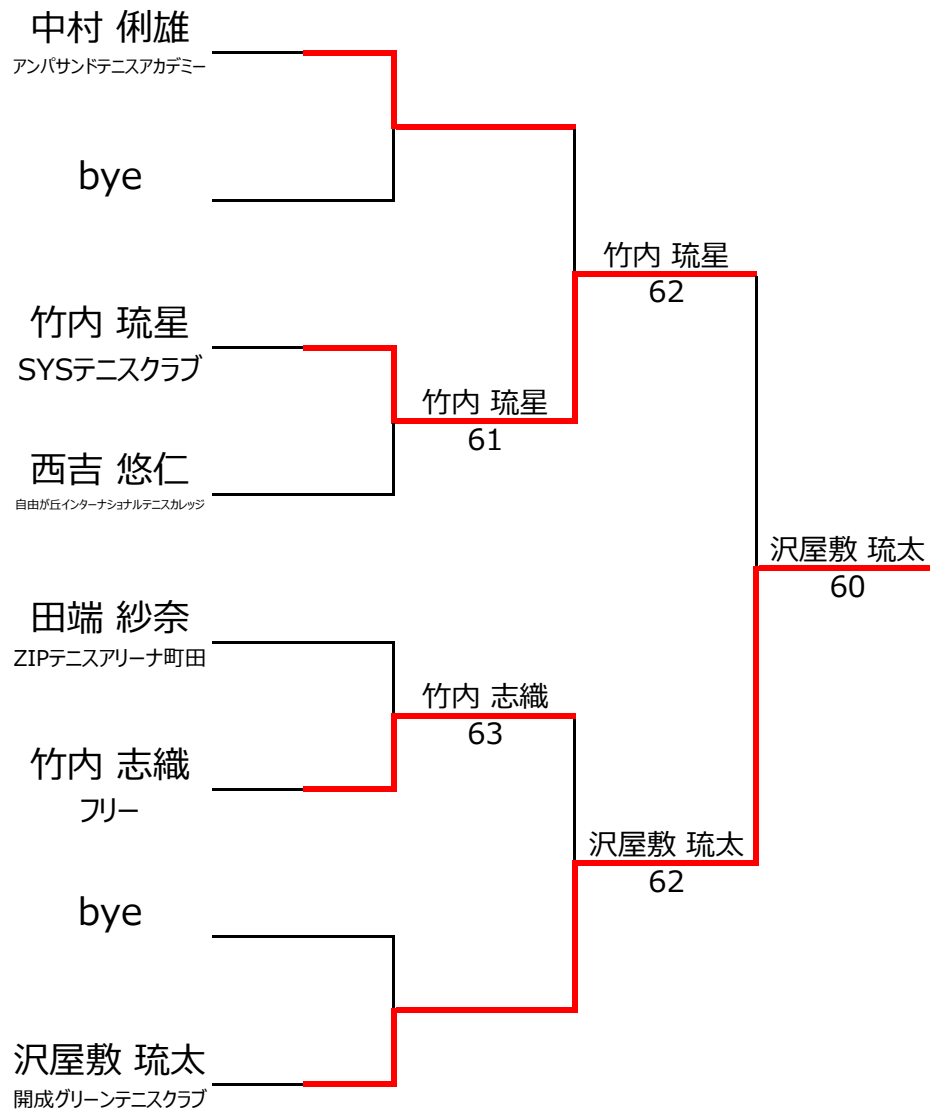 中村 俐雄
アンパサンドテニスアカデミー
bye
竹内 琉星
62
竹内 琉星
SYSテニスクラブ
竹内 琉星
61
西吉 悠仁
自由が丘インターナショナルテニスカレッジ
沢屋敷 琉太
60
田端 紗奈
ZIPテニスアリーナ町田
竹内 志織
63
竹内 志織
フリー
沢屋敷 琉太
62
bye
沢屋敷 琉太
開成グリーンテニスクラブ